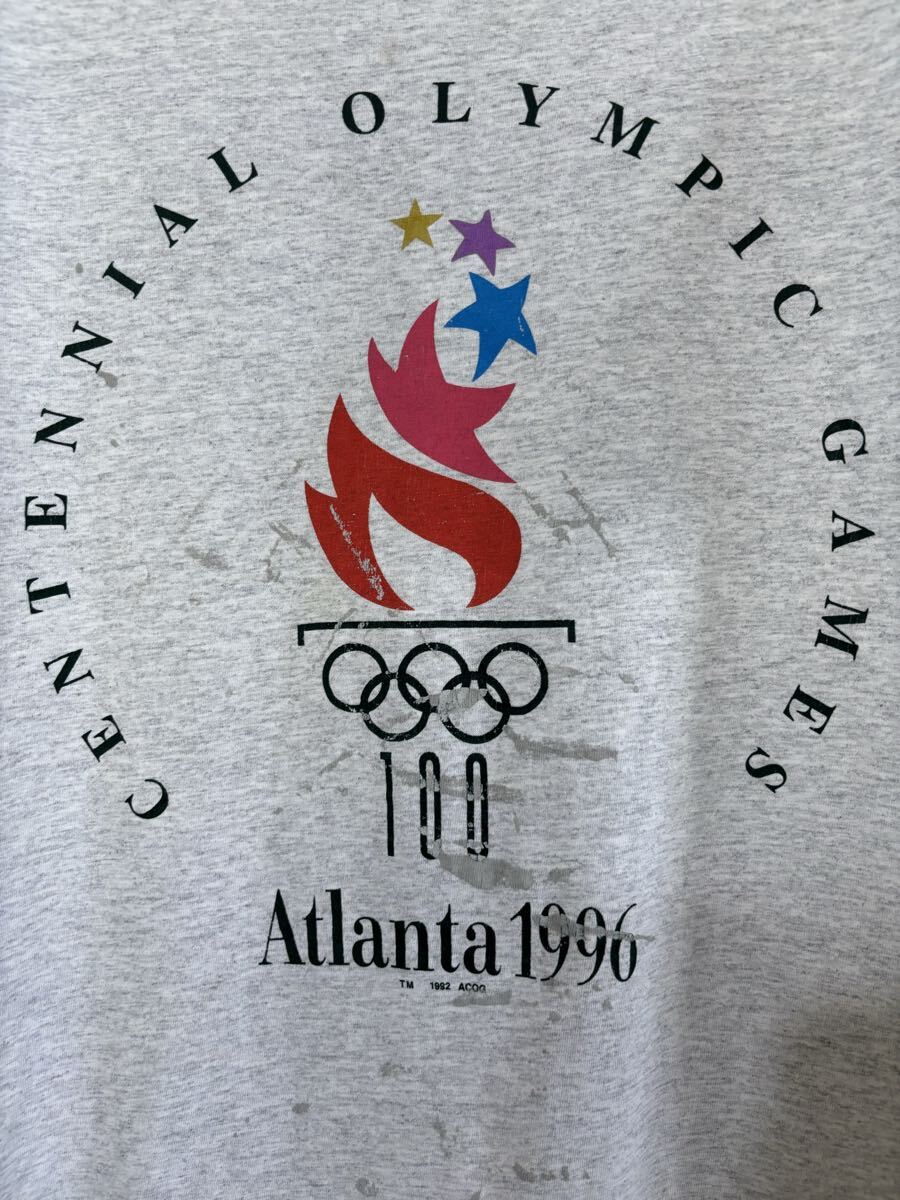 CENTENNIAL OLYMPIC GAMES
100
Atlanta 1996
TM 1992 ACOG